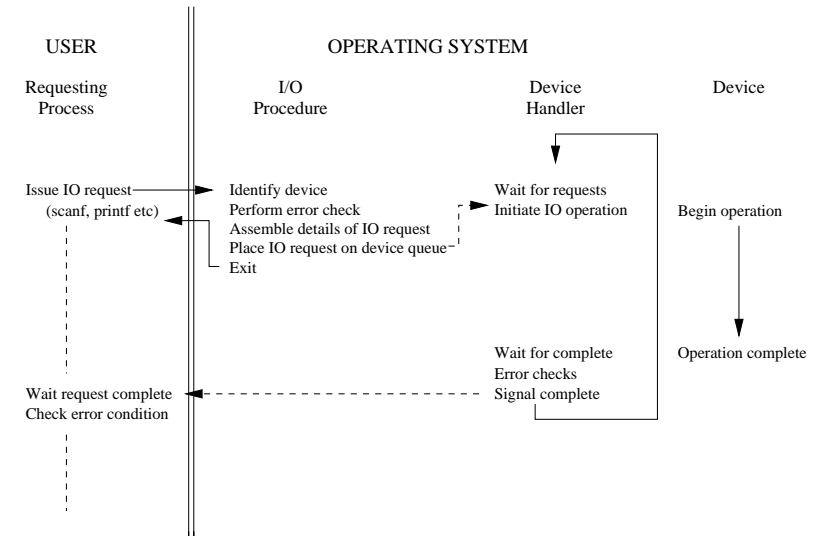 USER
OPERATING SYSTEM
Requesting
Process
I/O
Procedure
Device
Handler
Device
Issue IO request
(scanf, printf etc)
Identify device
Perform error check
Assemble details of IO request
Place IO request on device queue
Exit
Wait for requests
Initiate IO operation
Begin operation
Wait for complete
Error checks
Signal complete
Operation complete
Wait request complete
Check error condition